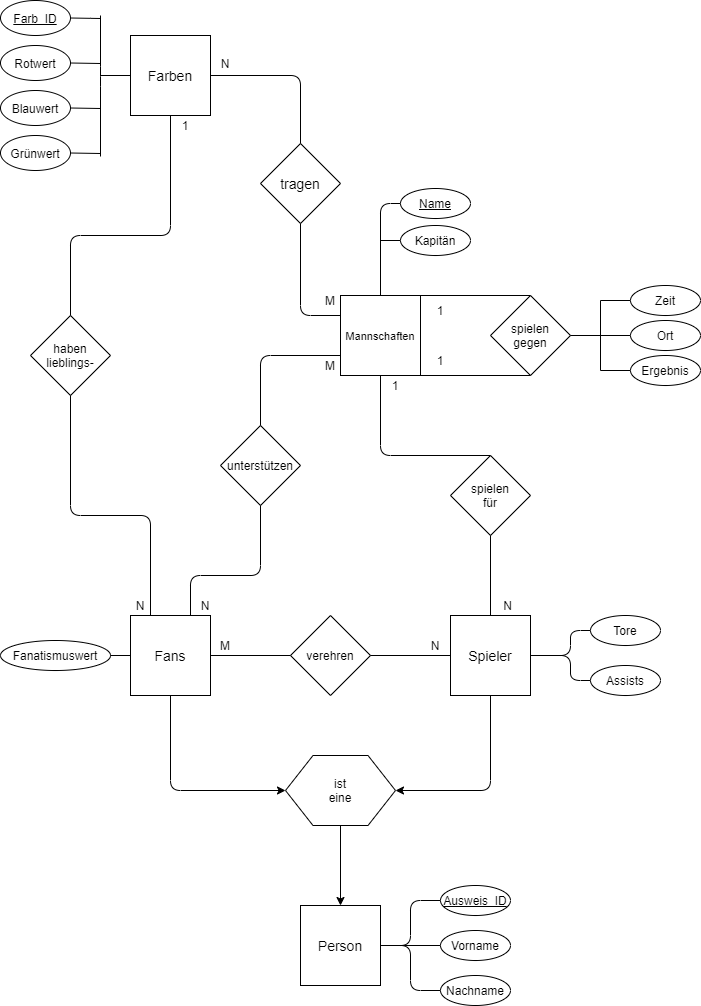 Farb_ID
Rotwert
Blauwert
Grünwert
Farben
N
1
tragen
Name
Kapitän
M
Mannschaften
1
1
M
1
spielen
gegen
Zeit
Ort
Ergebnis
haben
lieblings-
unterstützen
spielen
für
N
N
N
Fanatismuswert
Fans
M
verehren
N
Spieler
Tore
Assists
ist
eine
Person
Ausweis_ID
Vorname
Nachname